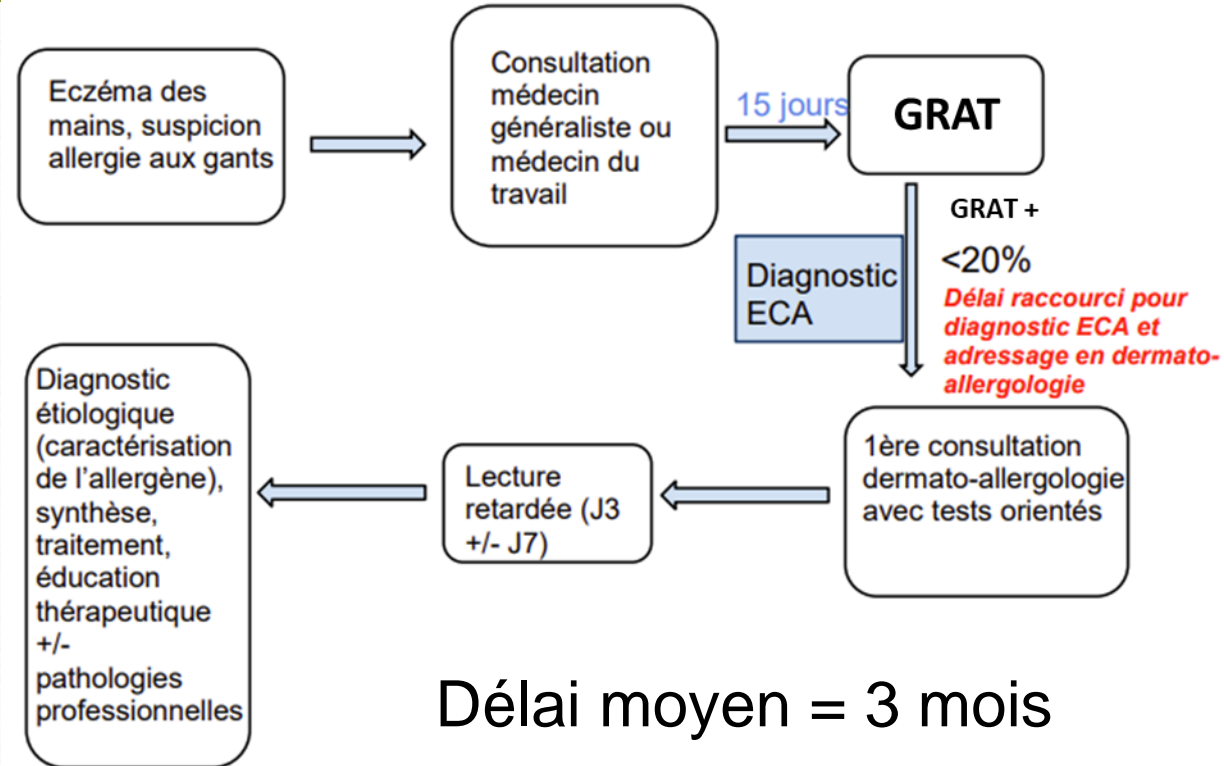 Eczéma des
mains, suspicion
allergie aux gants
Consultation
médecin
généraliste ou
médecin du
travail
15 jours
GRAT
GRAT +
<20%
Délai raccourci pour
diagnostic ECA et
adressage en dermato-
allergologie
Diagnostic
ECA
1ère consultation
dermato-allergologie
avec tests orientés
Lecture
retardée (J3
+/- J7)
Diagnostic
étiologique
(caractérisation
de l'allergène),
synthèse,
traitement,
éducation
thérapeutique
+/-
pathologies
professionnelles
Délai moyen = 3 mois